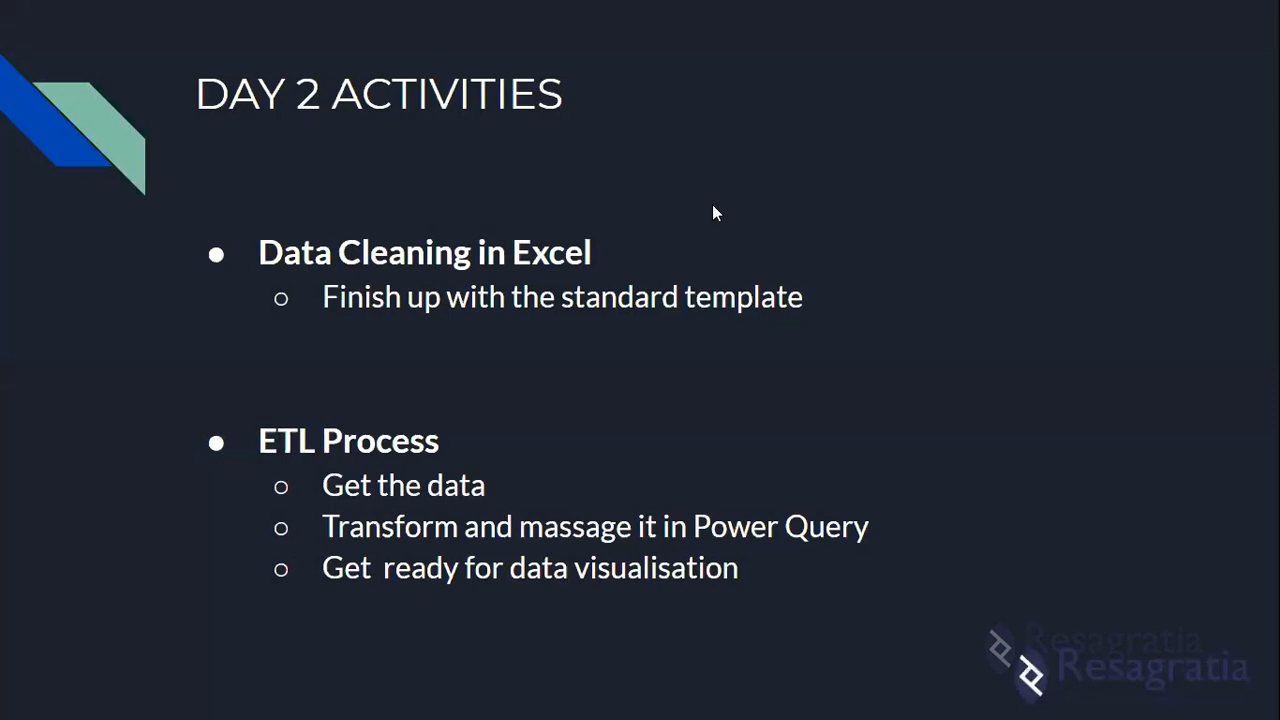 DAY 2 ACTIVITIES
● Data Cleaning in Excel
○ Finish up with the standard template
● ETL Process
○ Get the data
○ Transform and massage it in Power Query
○ Get ready for data visualisation
Resagratia
Resagratia